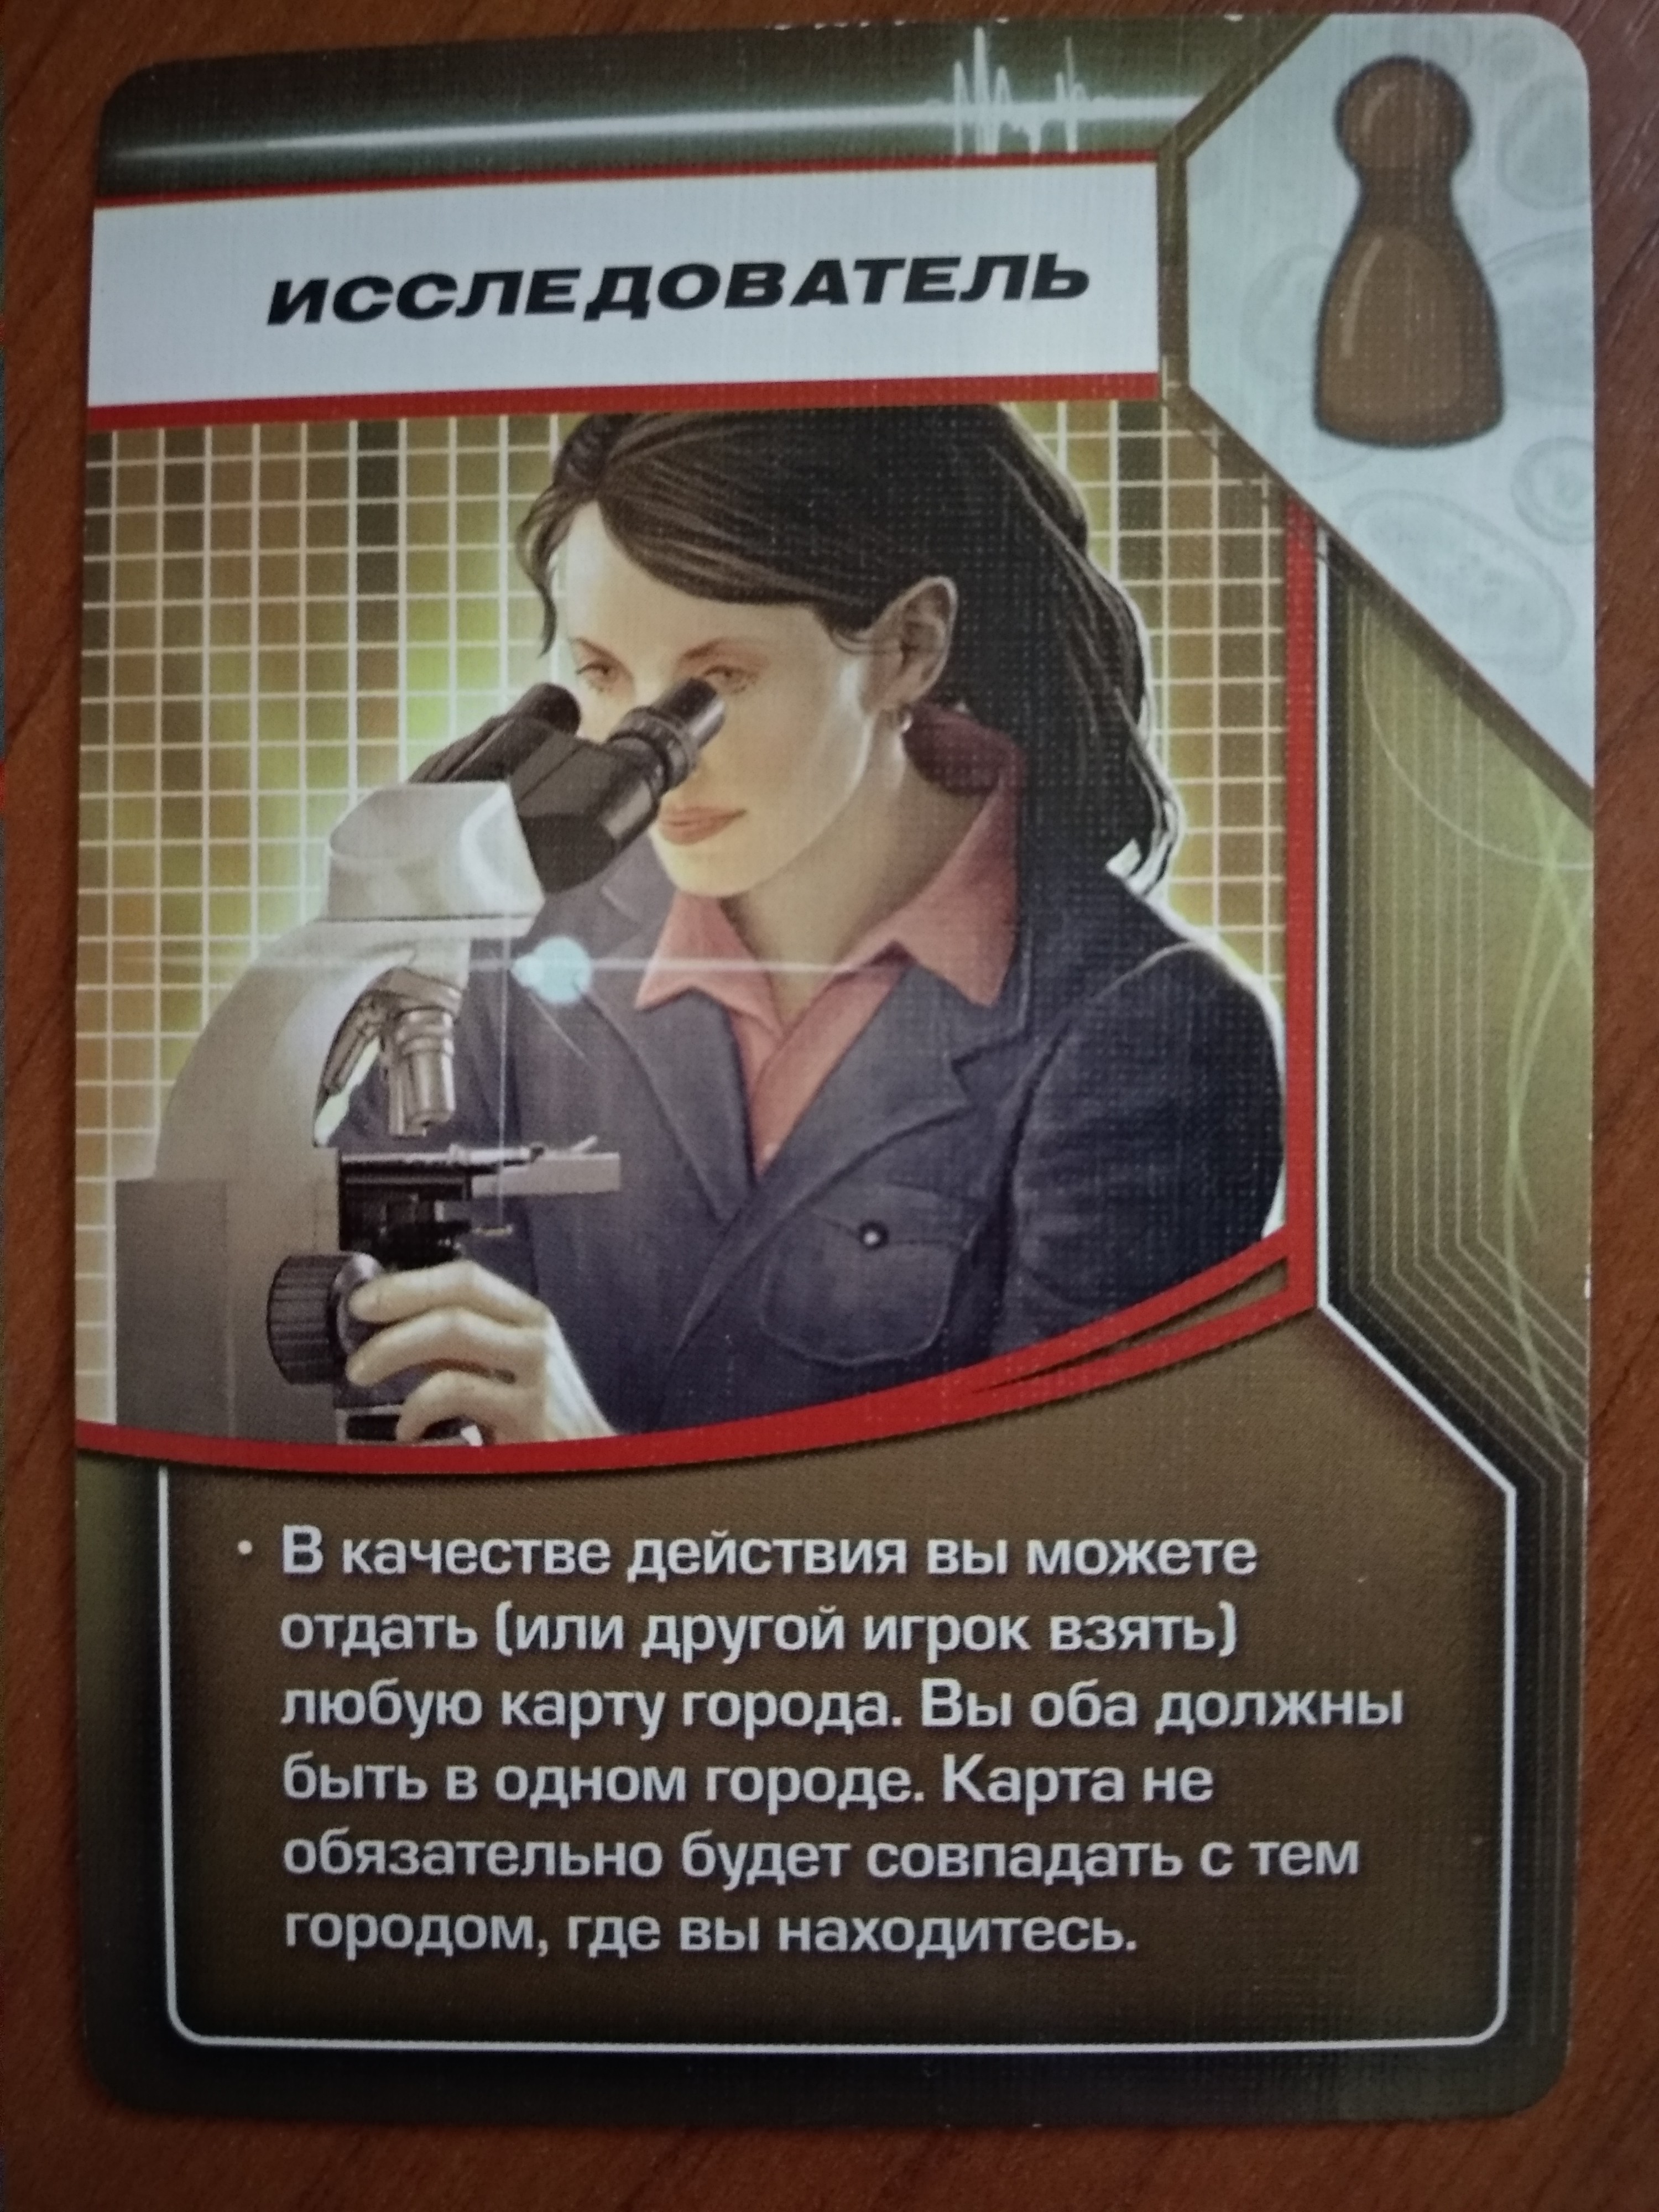 ИССЛЕДОВАТЕЛЬ
• В качестве действия вы можете
отдать (или другой игрок взять)
любую карту города. Вы оба должны
быть в одном городе. Карта не
обязательно будет совпадать с тем
городом, где вы находитесь.